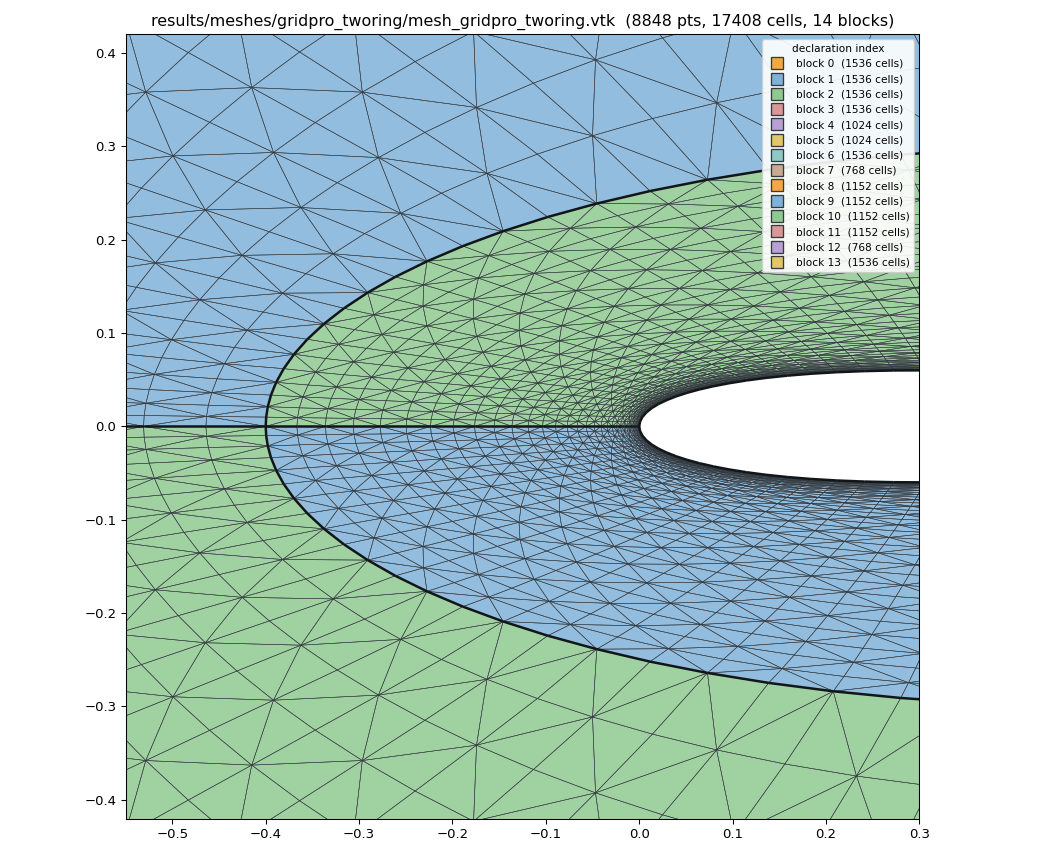 results/meshes/gridpro_tworing/mesh_gridpro_tworing.vtk (8848 pts, 17408 cells, 14 blocks)
declaration index
block 0 (1536 cells)
block 1 (1536 cells)
block 2 (1536 cells)
block 3 (1536 cells)
block 4 (1024 cells)
block 5 (1024 cells)
block 6 (1536 cells)
block 7 (768 cells)
block 8 (1152 cells)
block 9 (1152 cells)
block 10 (1152 cells)
block 11 (1152 cells)
block 12 (768 cells)
block 13 (1536 cells)
0.4
0.3
0.2
0.1
0.0
−0.1
−0.2
−0.3
−0.4
−0.5 −0.4 −0.3 −0.2 −0.1 0.0 0.1 0.2 0.3